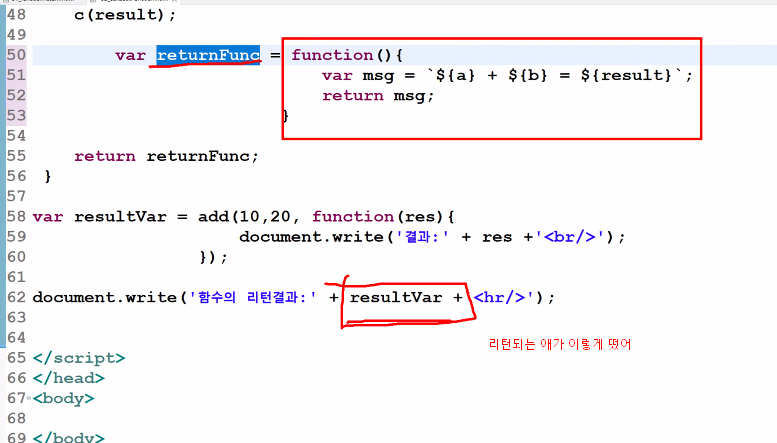 48 c(result);
49
50 var returnFunc = function(){
51 var msg = `${a} + ${b} = ${result}`;
52 return msg;
53 }
54
55 return returnFunc;
56 }
57
58 var resultVar = add(10,20, function(res){
59 document.write('결과:' + res +'<br/>');
60 });
61
62 document.write('함수의 리턴결과:' + resultVar + <hr/>');
63
64
리턴되는 얘가 이렇게 떴어
65 </script>
66 </head>
67 <body>
68
69 </body>